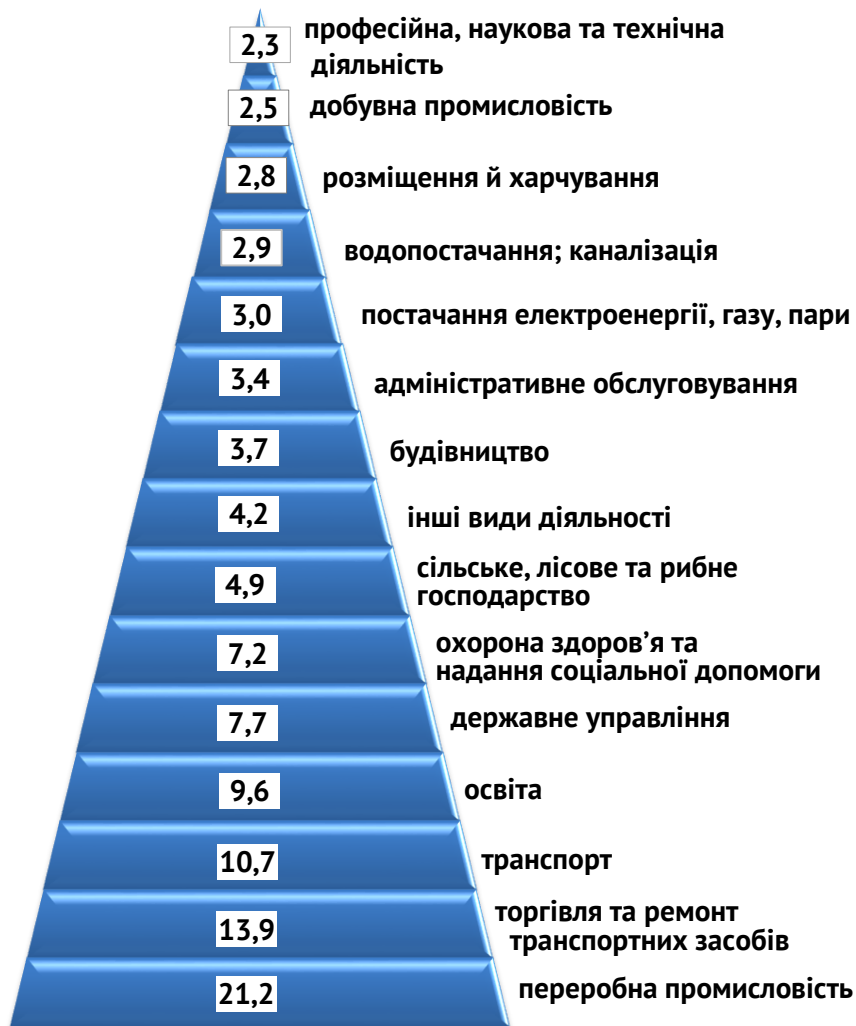 2,3 професійна, наукова та технічна
діяльність
2,5 добувна промисловість
2,8 розміщення й харчування
2,9 водопостачання; каналізація
3,0 постачання електроенергії, газу, пари
3,4 адміністративне обслуговування
3,7 будівництво
4,2 інші види діяльності
4,9 сільське, лісове та рибне
господарство
7,2 охорона здоров’я та
надання соціальної допомоги
7,7 державне управління
9,6 освіта
10,7 транспорт
13,9 торгівля та ремонт
транспортних засобів
21,2 переробна промисловість